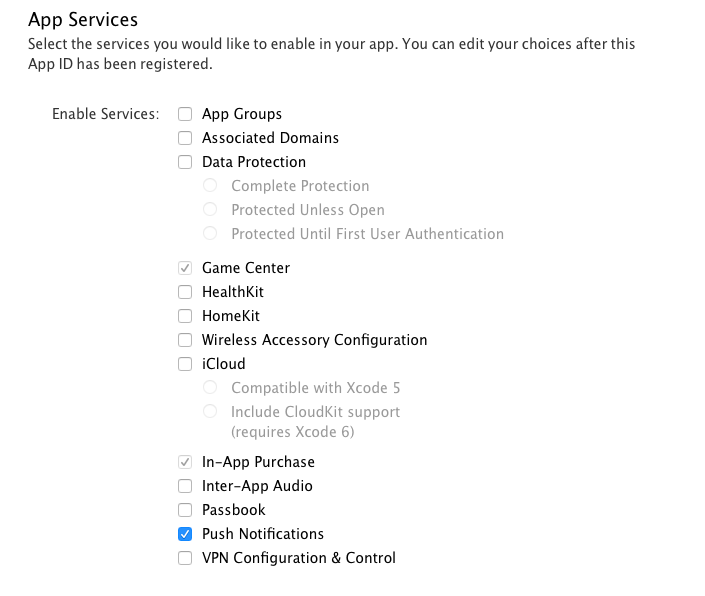 App Services
Select the services you would like to enable in your app. You can edit your choices after this
App ID has been registered.
Enable Services:
App Groups
Associated Domains
Data Protection
Complete Protection
Protected Unless Open
Protected Until First User Authentication
Game Center
HealthKit
HomeKit
Wireless Accessory Configuration
iCloud
Compatible with Xcode 5
Include CloudKit support
(requires Xcode 6)
In-App Purchase
Inter-App Audio
Passbook
Push Notifications
VPN Configuration & Control